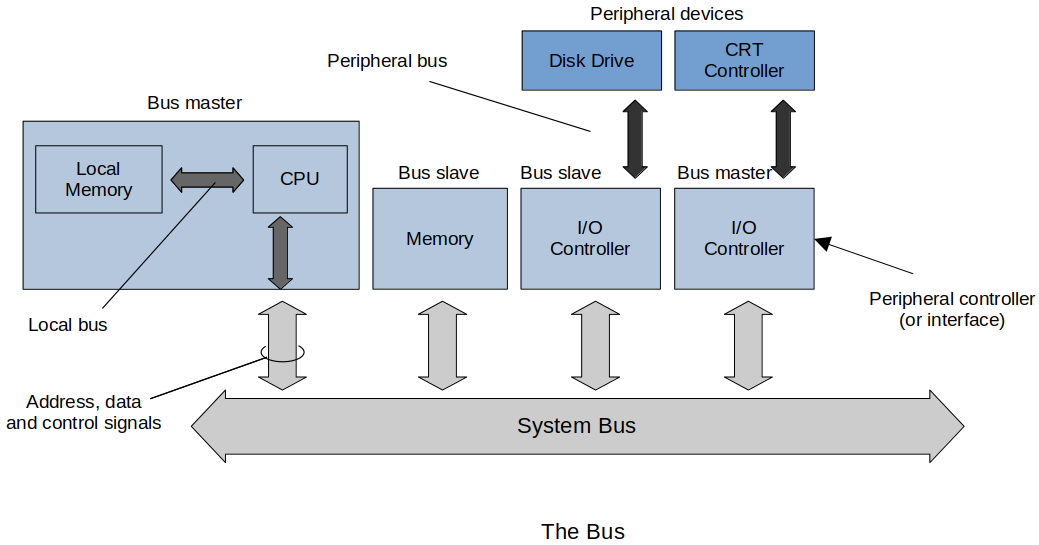 Peripheral devices
Peripheral bus
Disk Drive
CRT
Controller
Bus master
Local
Memory
CPU
Bus slave
Bus slave
Bus master
Memory
I/O
Controller
I/O
Controller
Local bus
Peripheral controller
(or interface)
Address, data
and control signals
System Bus
The Bus